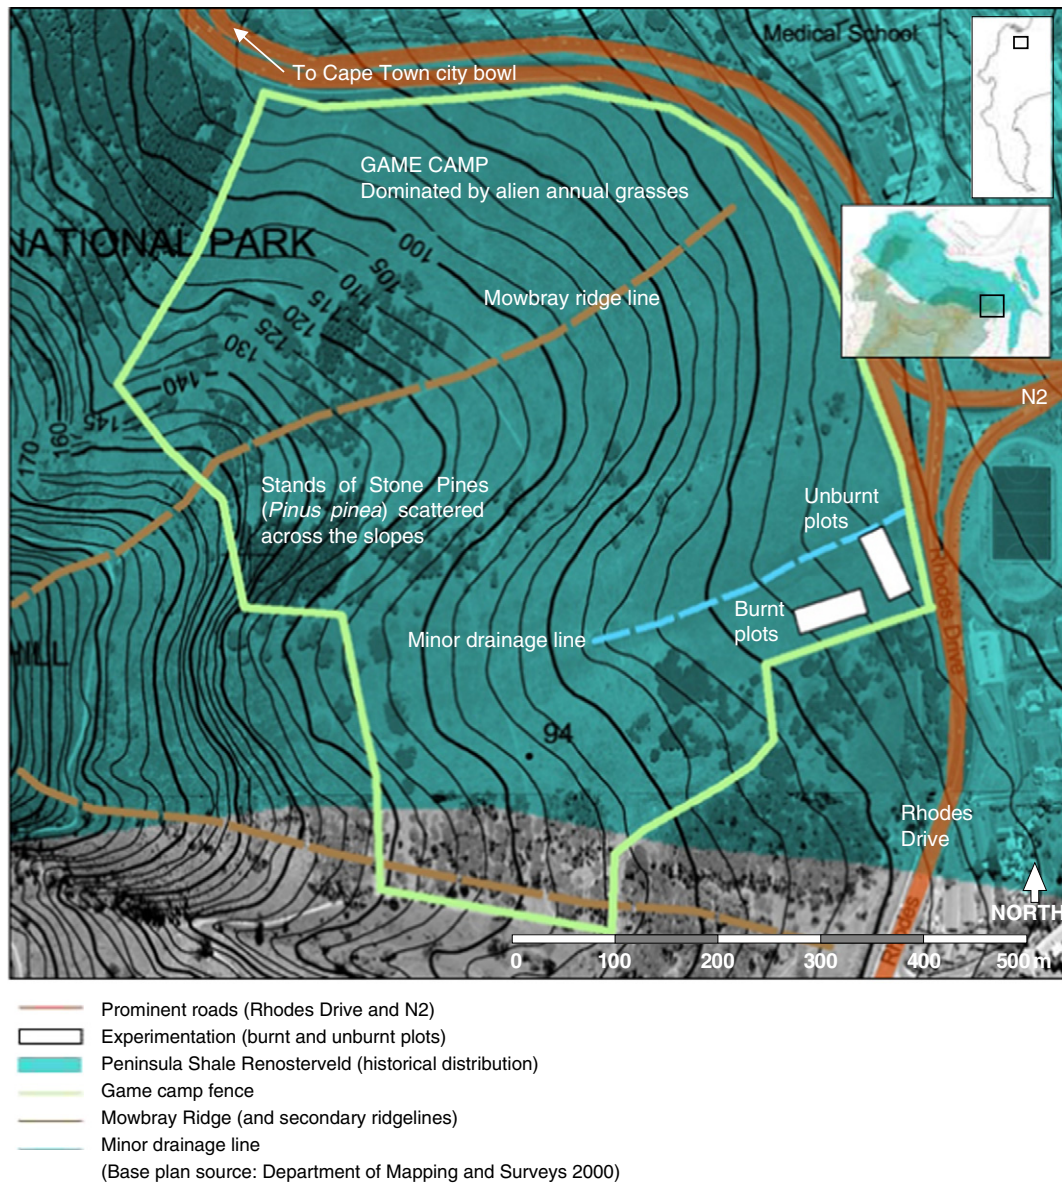 Medical School
To Cape Town city bowl
GAME CAMP
Dominated by alien annual grasses
NATIONAL PARK
100
105
110
115
120
125
130
140
145
160
170
Mowbray ridge line
N2
Stands of Stone Pines
(Pinus pinea) scattered
across the slopes
Unburnt
plots
Rhodes Drive
Burnt
plots
Minor drainage line
HILL
94
Rhodes
Drive
NORTH
Rhodes
0 100 200 300 400 500 m
Prominent roads (Rhodes Drive and N2)
Experimentation (burnt and unburnt plots)
Peninsula Shale Renosterveld (historical distribution)
Game camp fence
Mowbray Ridge (and secondary ridgelines)
Minor drainage line
(Base plan source: Department of Mapping and Surveys 2000)